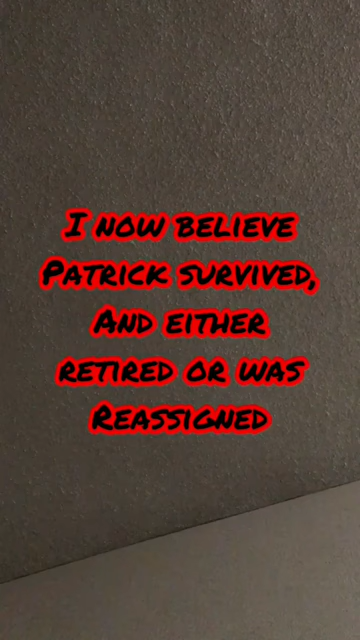 I now believe
Patrick survived,
And either
retired or was
Reassigned